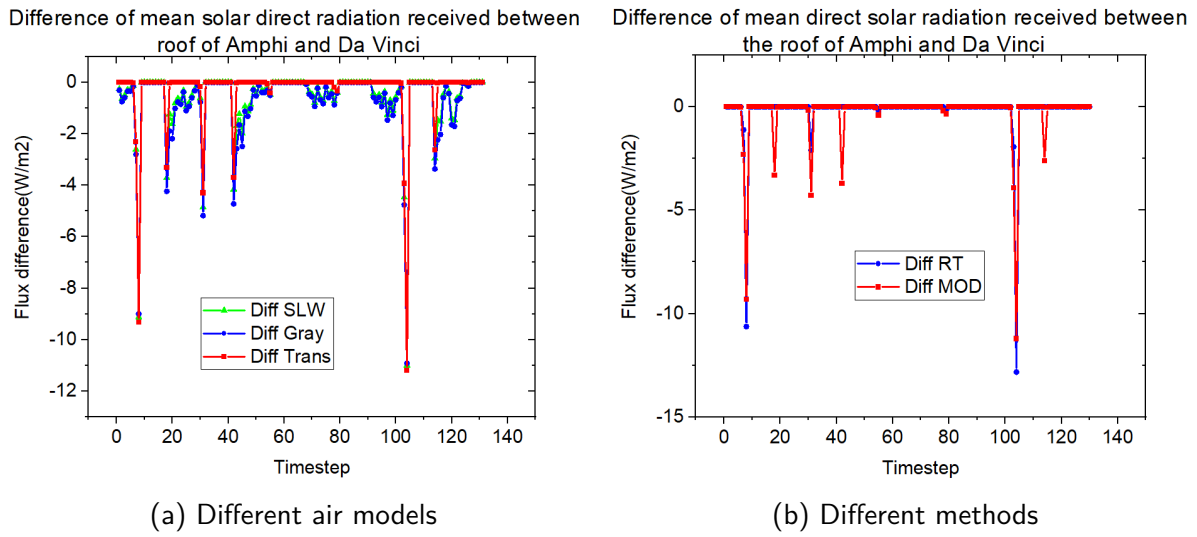 Difference of mean solar direct radiation received between
roof of Amphi and Da Vinci
0
-2
-4
-6
-8
-10
-12
Flux difference(W/m2)
Diff SLW
Diff Gray
Diff Trans
0 20 40 60 80 100 120 140
Timestep
(a) Different air models
Difference of mean direct solar radiation received between
the roof of Amphi and Da Vinci
0
-5
-10
-15
Flux difference(W/m2)
Diff RT
Diff MOD
0 20 40 60 80 100 120 140
Timestep
(b) Different methods